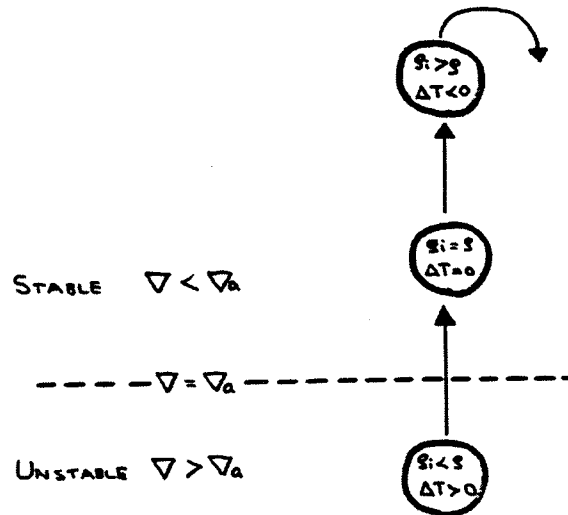 ρi>ρ
ΔT<0
ρi=ρ
ΔT=0
STABLE ∇ < ∇a
∇ = ∇a
UNSTABLE ∇ > ∇a
ρi<ρ
ΔT>0